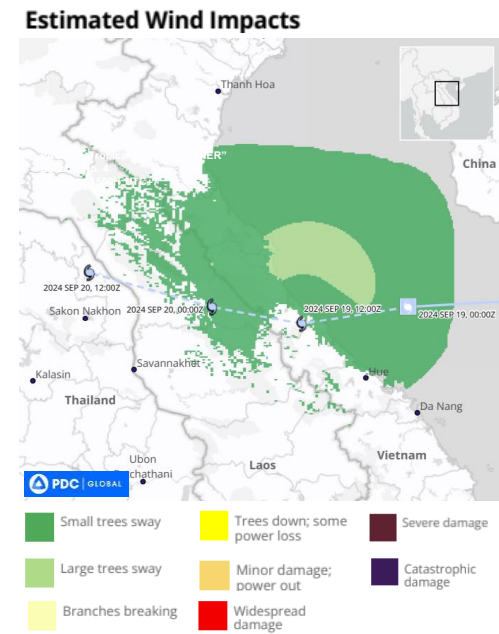 Estimated Wind Impacts
Thanh Hoa
China
ER"
2024 SEP 20, 12:00Z
2024 SEP 20, 00:00Z
2024 SEP 19, 12:00Z
2024 SEP 19, 00:00Z
Sakon Nakhon
Savannakhet
Hue
Kalasin
Da Nang
Thailand
Vietnam
Ubon
Laos
PDC GLOBAL
Small trees sway
Trees down; some
power loss
Severe damage
Large trees sway
Minor damage;
power out
Catastrophic
damage
Branches breaking
Widespread
damage